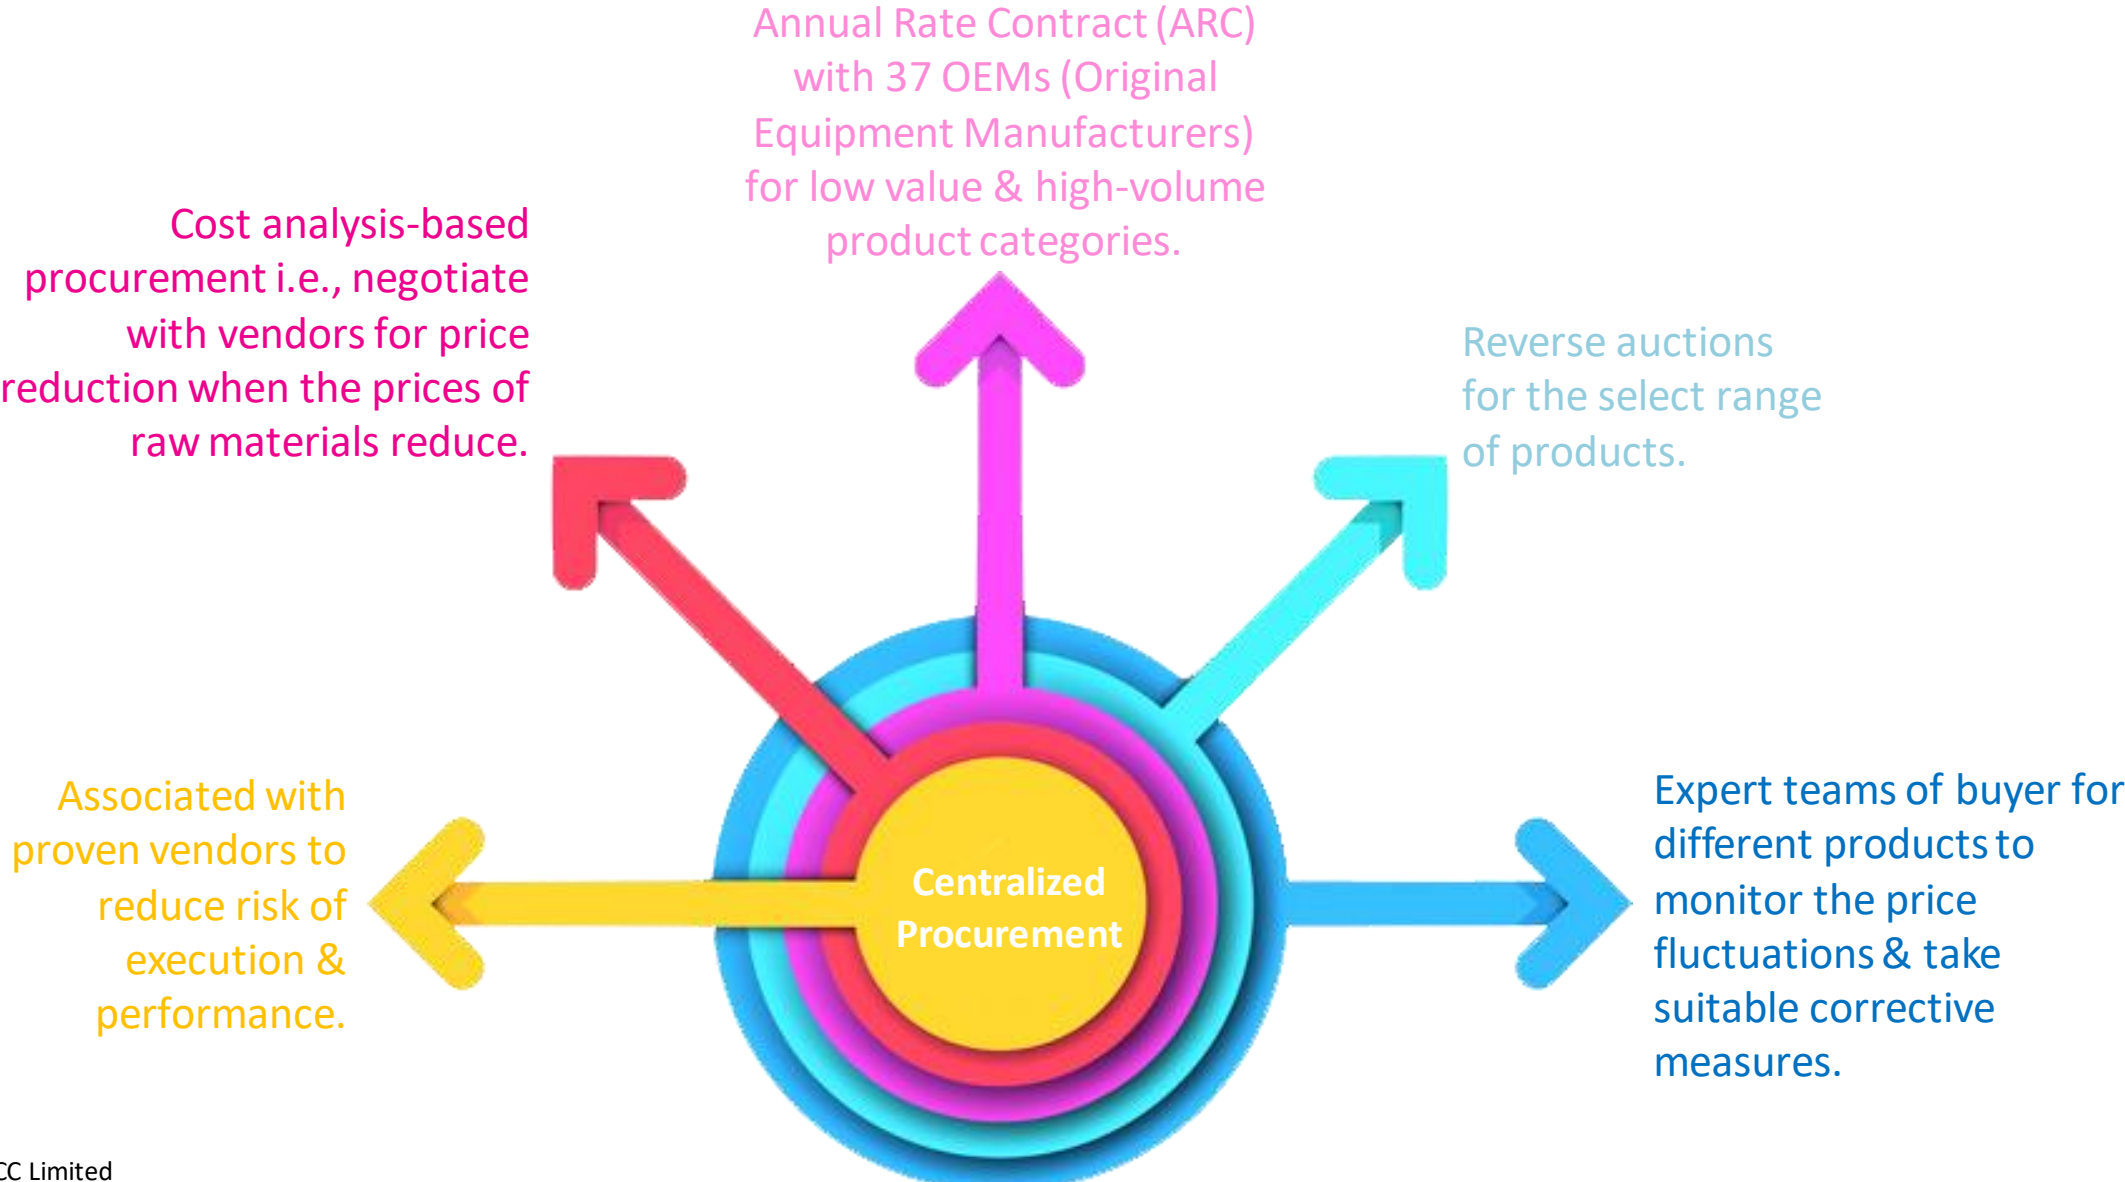 Annual Rate Contract (ARC)
with 37 OEMs (Original
Equipment Manufacturers)
for low value & high-volume
product categories.
Cost analysis-based
procurement i.e., negotiate
with vendors for price
reduction when the prices of
raw materials reduce.
Reverse auctions
for the select range
of products.
Associated with
proven vendors to
reduce risk of
execution &
performance.
Centralized
Procurement
Expert teams of buyer for
different products to
monitor the price
fluctuations & take
suitable corrective
measures.
Limited